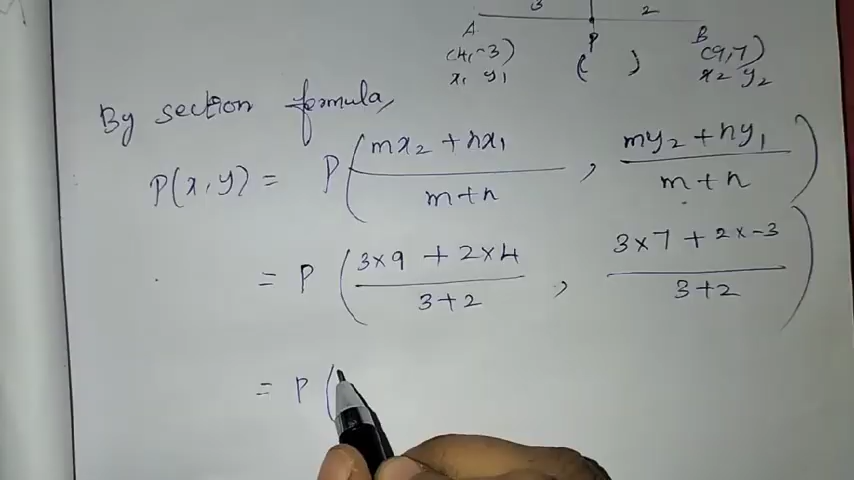 3 2
A P B
(4,-3) ( ) (9,7)
x₁ y₁ x₂ y₂
By section formula,
P(x,y) = P( (mx₂ + nx₁)/(m+n) , (my₂ + ny₁)/(m+n) )
= P ( (3×9 + 2×4)/(3+2) , (3×7 + 2×-3)/(3+2) )
= P (